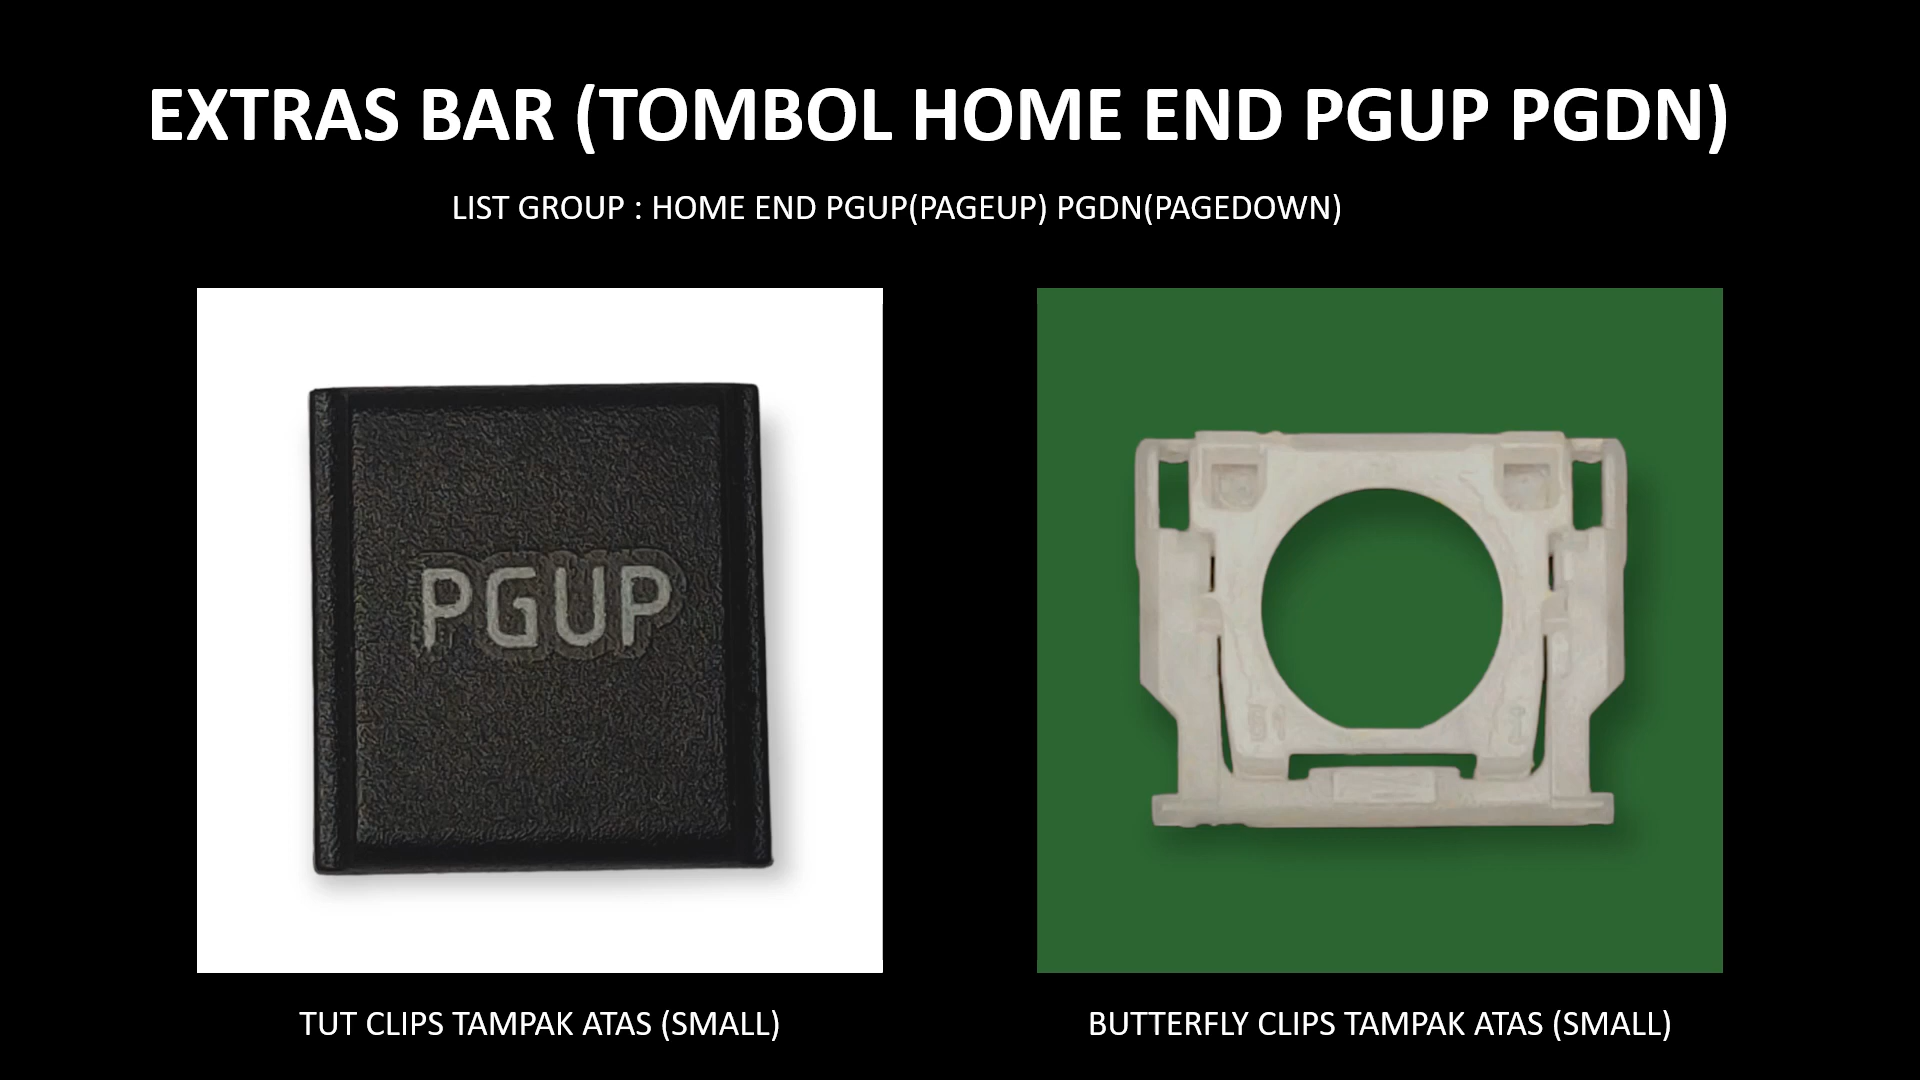 EXTRAS BAR (TOMBOL HOME END PGUP PGDN)
LIST GROUP : HOME END PGUP(PAGEUP) PGDN(PAGEDOWN)
PGUP
TUT CLIPS TAMPAK ATAS (SMALL)
BUTTERFLY CLIPS TAMPAK ATAS (SMALL)